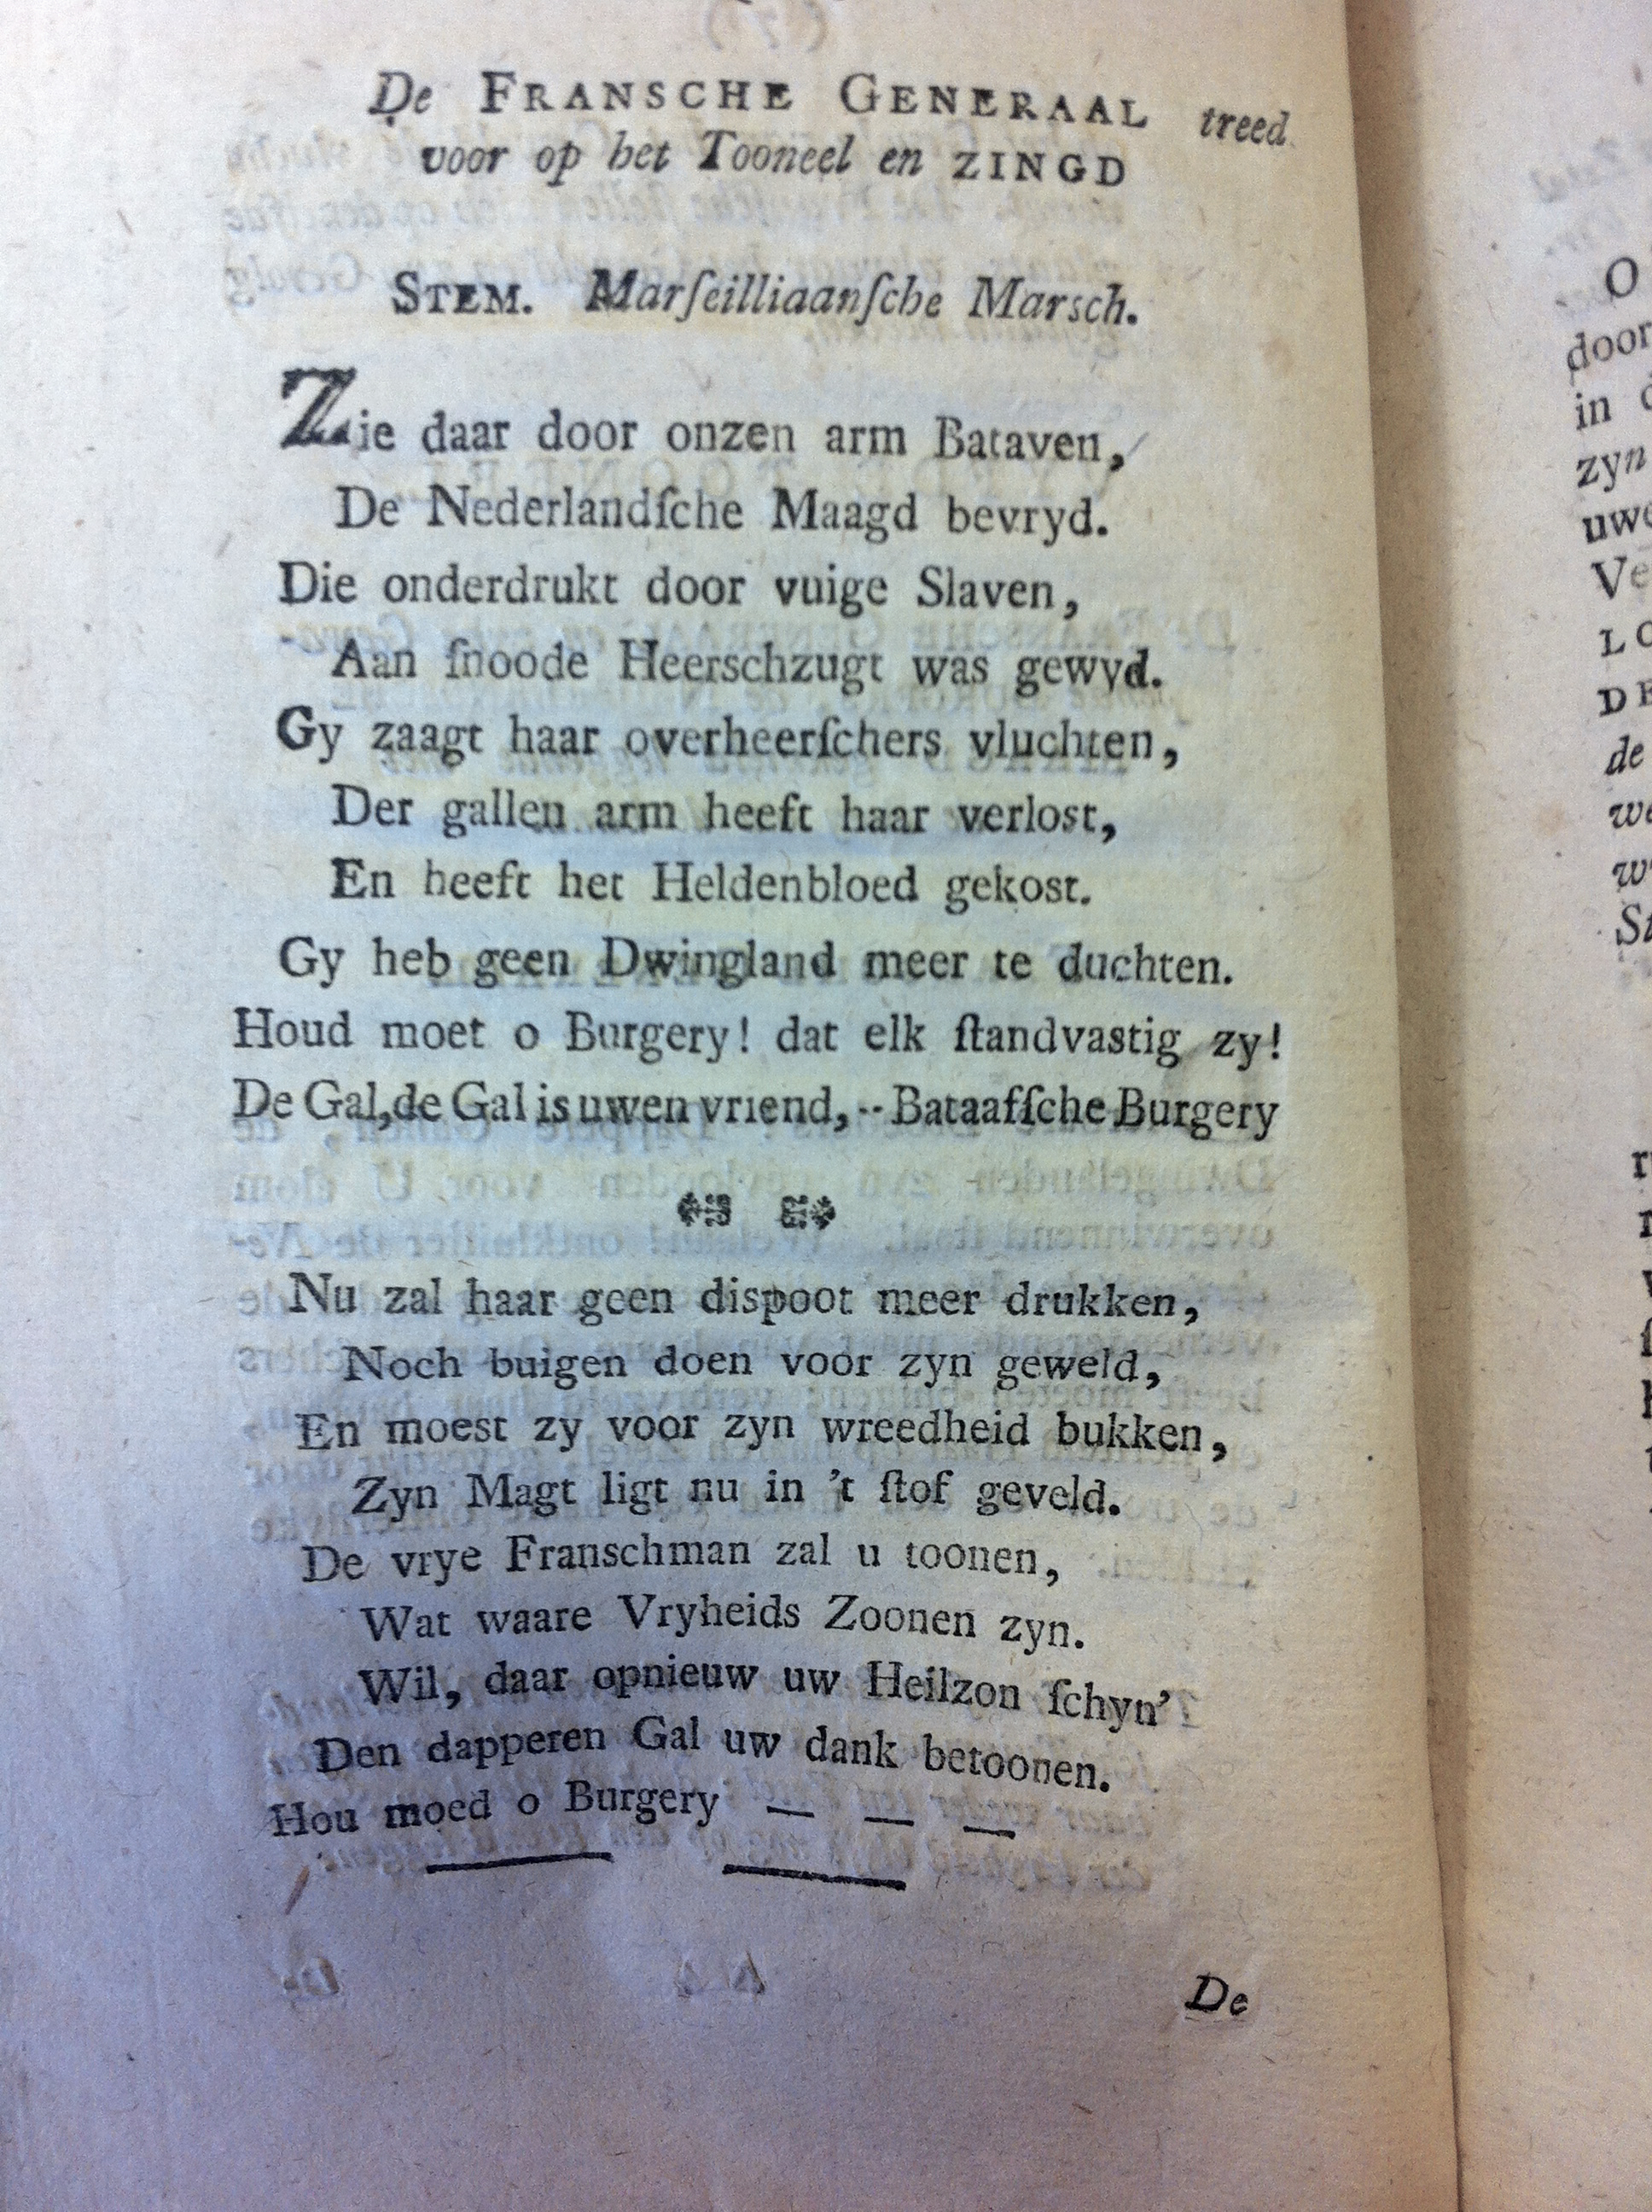 De FRANSCHE GENERAAL treed
voor op het Tooneel en ZINGD
STEM. Marſeilliaanſche Marsch.
Zie daar door onzen arm Bataven,
De Nederlandſche Maagd bevryd.
Die onderdrukt door vuige Slaven,
Aan ſnoode Heerschzugt was gewyd.
Gy zaagt haar overheerſchers vluchten,
Der gallen arm heeft haar verlost,
En heeft het Heldenbloed gekost.
Gy heb geen Dwingland meer te duchten.
Houd moet o Burgery! dat elk ſtandvastig zy!
De Gal, de Gal is uwen vriend, -- Bataafſche Burgery
Nu zal haar geen dispoot meer drukken,
Noch buigen doen voor zyn geweld,
En moest zy voor zyn wreedheid bukken,
Zyn Magt ligt nu in 't ſtof geveld.
De vrye Franschman zal u toonen,
Wat waare Vryheids Zoonen zyn.
Wil, daar opnieuw uw Heilzon ſchyn'
Den dapperen Gal uw dank betoonen.
Hou moed o Burgery — — —
De
door
in
zyn
de